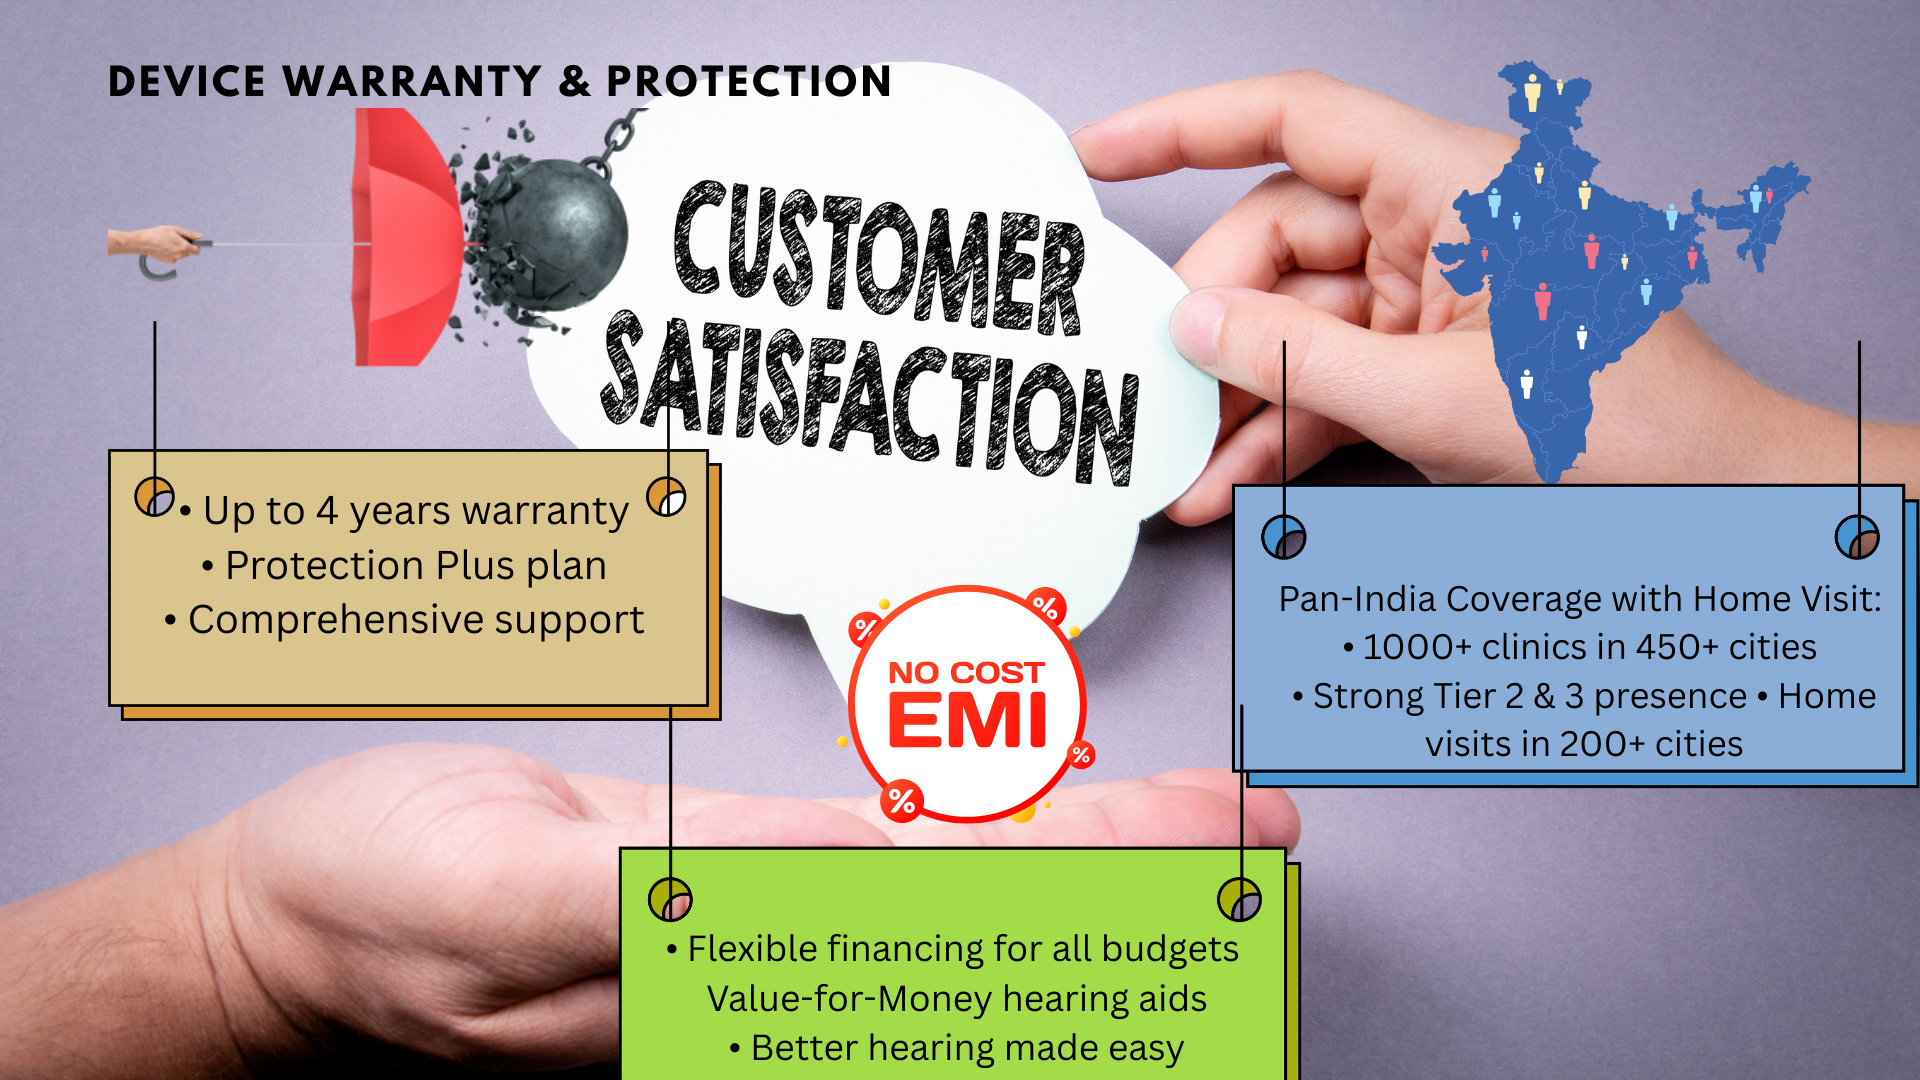 DEVICE WARRANTY & PROTECTION
CUSTOMER
SATISFACTION
• Up to 4 years warranty
• Protection Plus plan
• Comprehensive support
NO COST
EMI
%
%
%
%
Pan-India Coverage with Home Visit:
• 1000+ clinics in 450+ cities
• Strong Tier 2 & 3 presence • Home
visits in 200+ cities
• Flexible financing for all budgets
Value-for-Money hearing aids
• Better hearing made easy